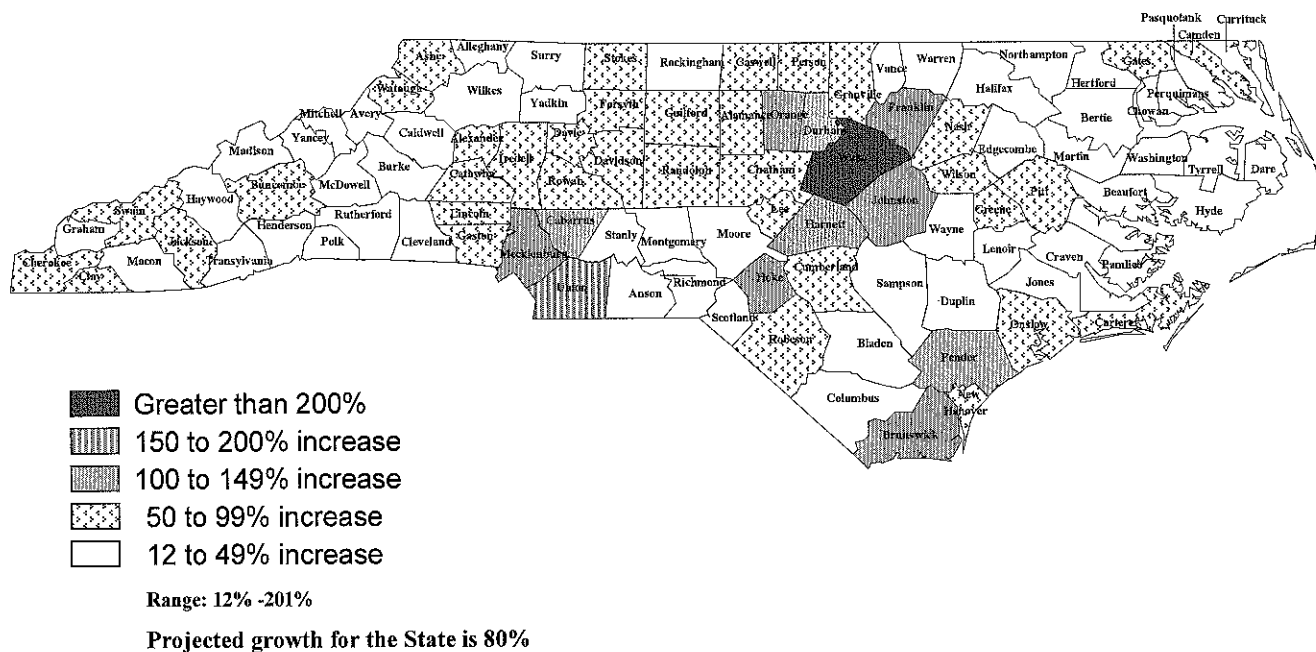 Pasquotank Currituck
Camden
Ashe Alleghany Surry Stokes Rockingham Caswell Person Granville Vance Warren Northampton Gates
Watauga Wilkes Yadkin Forsyth Guilford Alamance Orange Durham Franklin Halifax Hertford Perquimans
Mitchell Avery Caldwell Alexander Davie Nash Bertie Chowan
Madison Yancey Burke Iredell Davidson Randolph Chatham Wake Edgecombe Martin Washington Tyrrell Dare
Buncombe McDowell Catawba Rowan Wilson Pitt Beaufort
Swain Haywood Rutherford Lincoln Cabarrus Lee Johnston Greene Hyde
Graham Henderson Polk Cleveland Gaston Stanly Montgomery Moore Harnett Wayne
Cherokee Clay Macon Jackson Transylvania Mecklenburg Lenoir Craven Pamlico
Union Anson Richmond Hoke Cumberland Sampson Duplin Jones
Scotland Onslow Carteret
Robeson Bladen Pender
Columbus New
Hanover
Brunswick
Greater than 200%
150 to 200% increase
100 to 149% increase
50 to 99% increase
12 to 49% increase
Range: 12% -201%
Projected growth for the State is 80%